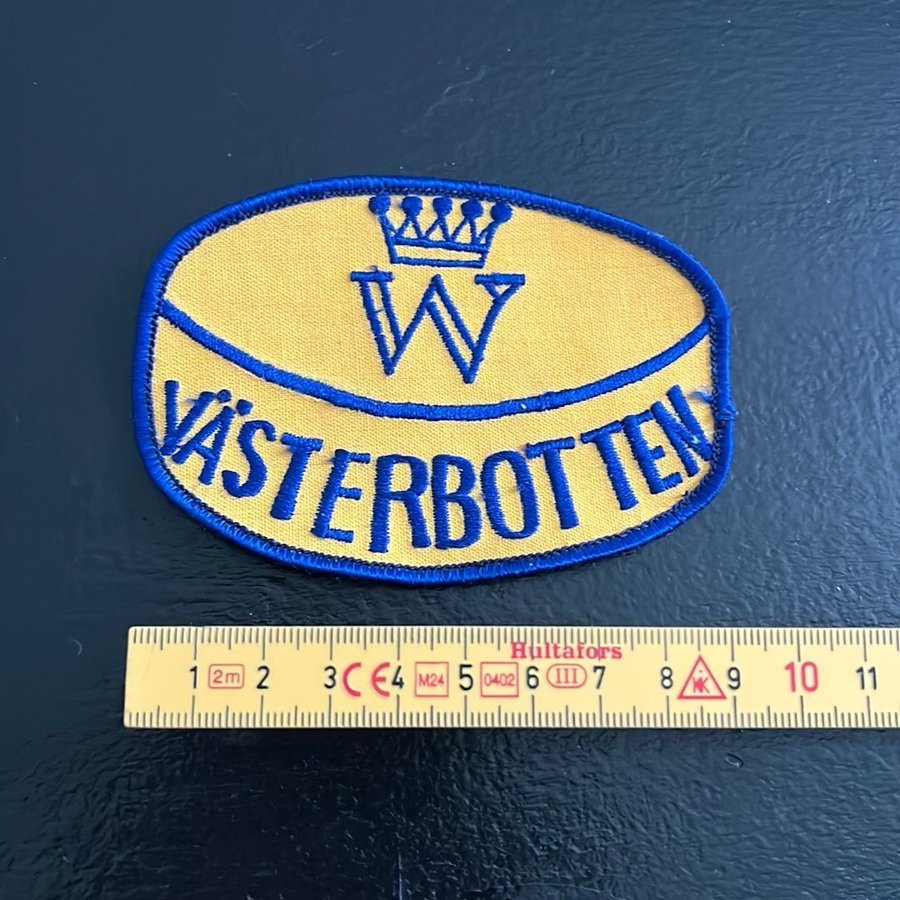 W
VÄSTERBOTTEN
Hultafors
1 2m 2 3 CE 4 M24 5 0402 6 III 7 8 K 9 10 11